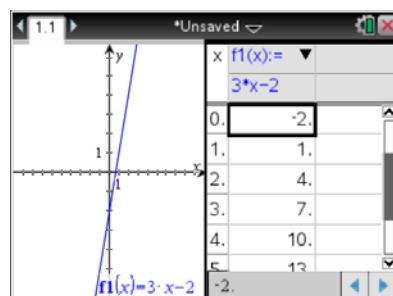 1.1
*Unsaved
y
1
x
1
f1(x)=3·x−2
x f1(x):= ▼
3*x−2
0. -2.
1. 1.
2. 4.
3. 7.
4. 10.
5. 13.
-2.